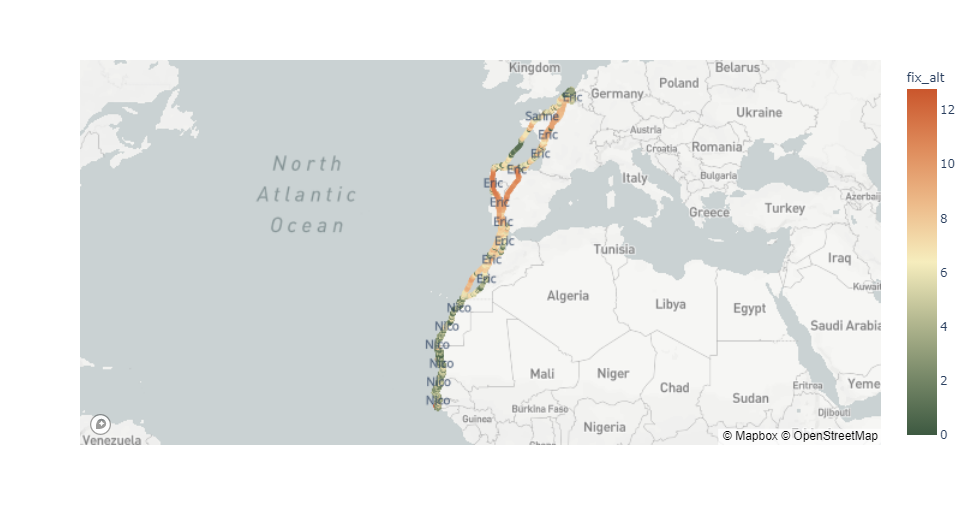 fix_alt
12
10
8
6
4
2
0
Kingdom
Belarus
Poland
Germany
Ukraine
Austria
Romania
Croatia
Bulgaria
Italy
Greece
Turkey
Azerbaij
Tunisia
Iraq
Kuwait
Algeria
Libya
Egypt
Saudi Arabia
Mali
Niger
Chad
Sudan
Eritrea
Yeme
Djibouti
Burkina Faso
Guinea
Nigeria
Ghana
Venezuela
North
Atlantic
Ocean
Eric
Sanne
Eric
Eric
Eric
Eric
Eric
Eric
Eric
Eric
Eric
Nico
Nico
Nico
Nico
Nico
Nico
© Mapbox © OpenStreetMap